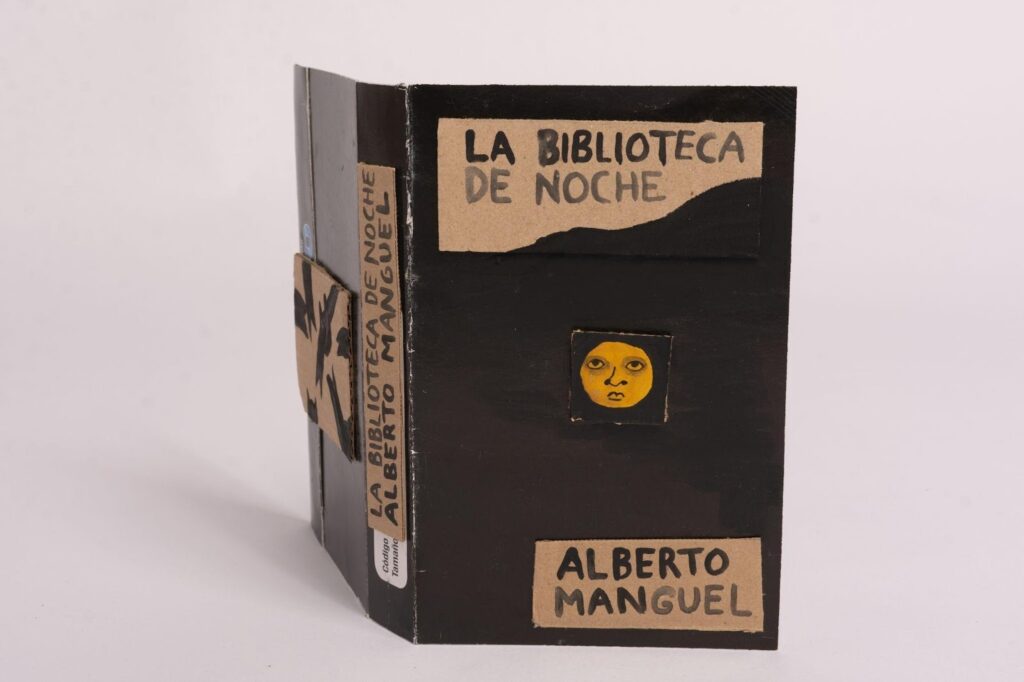 LA BIBLIOTECA
DE NOCHE
ALBERTO
MANGUEL
LA BIBLIOTECA DE NOCHE
ALBERTO MANGUEL
Código
Tamaño